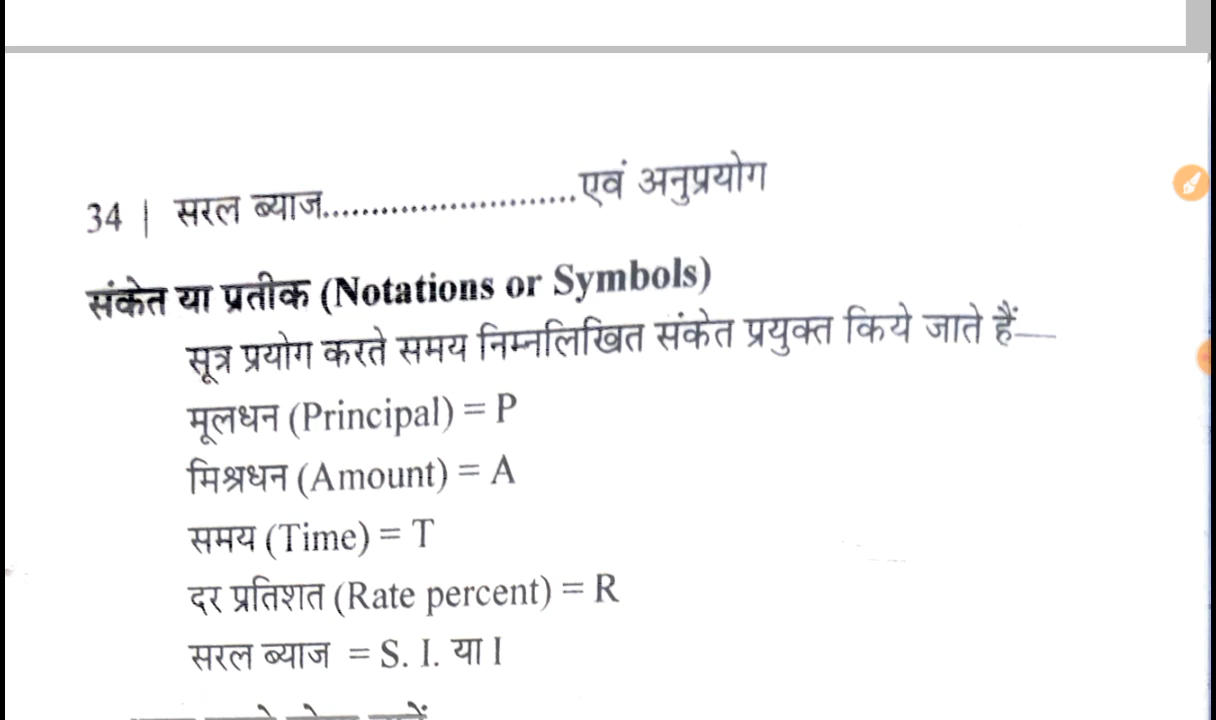 34 | सरल ब्याज..........................एवं अनुप्रयोग
संकेत या प्रतीक (Notations or Symbols)
सूत्र प्रयोग करते समय निम्नलिखित संकेत प्रयुक्त किये जाते हैं—
मूलधन (Principal) = P
मिश्रधन (Amount) = A
समय (Time) = T
दर प्रतिशत (Rate percent) = R
सरल ब्याज = S. I. या I